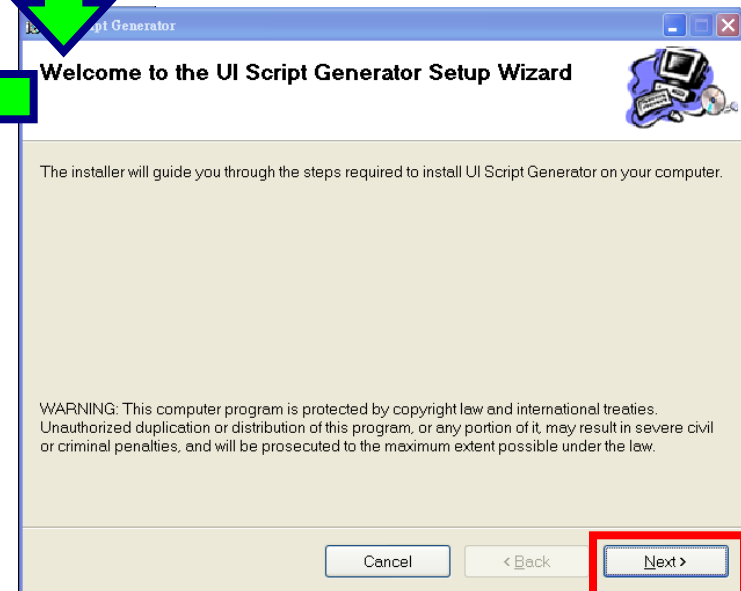 Script Generator
Welcome to the UI Script Generator Setup Wizard
The installer will guide you through the steps required to install UI Script Generator on your computer.
WARNING: This computer program is protected by copyright law and international treaties.
Unauthorized duplication or distribution of this program, or any portion of it, may result in severe civil
or criminal penalties, and will be prosecuted to the maximum extent possible under the law.
Cancel
< Back
Next >